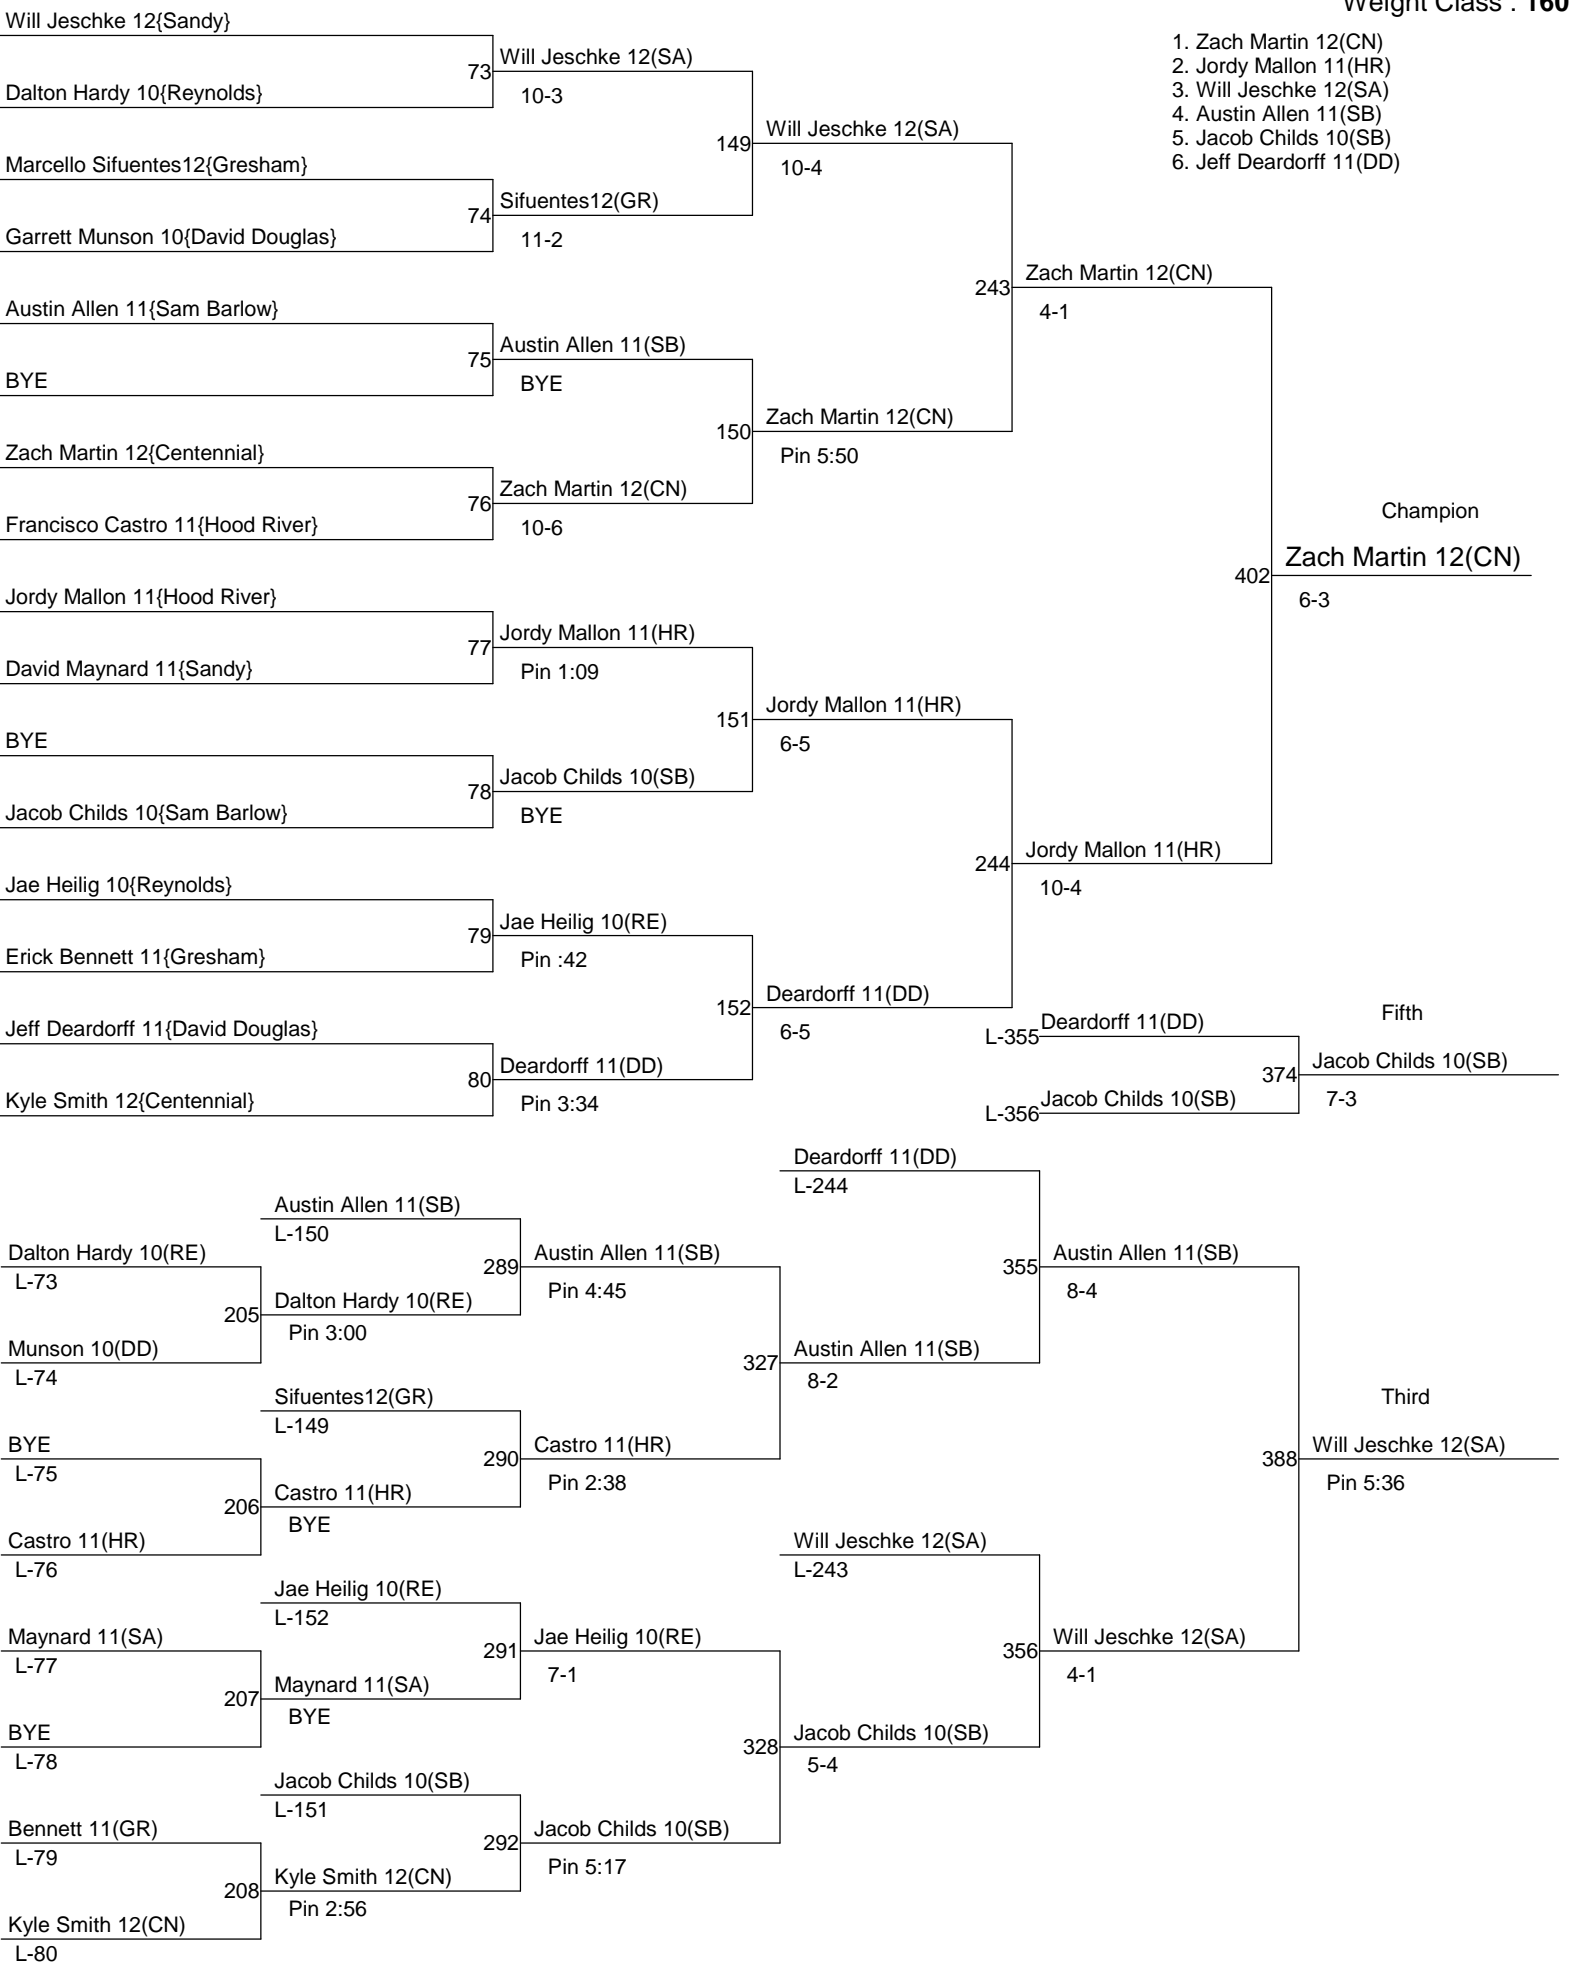 Weight Class : 160
1. Zach Martin 12(CN)
2. Jordy Mallon 11(HR)
3. Will Jeschke 12(SA)
4. Austin Allen 11(SB)
5. Jacob Childs 10(SB)
6. Jeff Deardorff 11(DD)
Will Jeschke 12{Sandy}
Dalton Hardy 10{Reynolds}
Marcello Sifuentes12{Gresham}
Garrett Munson 10{David Douglas}
Austin Allen 11{Sam Barlow}
BYE
Zach Martin 12{Centennial}
Francisco Castro 11{Hood River}
Jordy Mallon 11{Hood River}
David Maynard 11{Sandy}
BYE
Jacob Childs 10{Sam Barlow}
Jae Heilig 10{Reynolds}
Erick Bennett 11{Gresham}
Jeff Deardorff 11{David Douglas}
Kyle Smith 12{Centennial}
73
Will Jeschke 12(SA)
10-3
74
Sifuentes12(GR)
11-2
75
Austin Allen 11(SB)
BYE
76
Zach Martin 12(CN)
10-6
77
Jordy Mallon 11(HR)
Pin 1:09
78
Jacob Childs 10(SB)
BYE
79
Jae Heilig 10(RE)
Pin :42
80
Deardorff 11(DD)
Pin 3:34
149
Will Jeschke 12(SA)
10-4
150
Zach Martin 12(CN)
Pin 5:50
151
Jordy Mallon 11(HR)
6-5
152
Deardorff 11(DD)
6-5
243
Zach Martin 12(CN)
4-1
244
Jordy Mallon 11(HR)
10-4
Champion
402
Zach Martin 12(CN)
6-3
Fifth
L-355
Deardorff 11(DD)
L-356
Jacob Childs 10(SB)
374
Jacob Childs 10(SB)
7-3
Dalton Hardy 10(RE)
L-73
Munson 10(DD)
L-74
BYE
L-75
Castro 11(HR)
L-76
Maynard 11(SA)
L-77
BYE
L-78
Bennett 11(GR)
L-79
Kyle Smith 12(CN)
L-80
Austin Allen 11(SB)
L-150
205
Dalton Hardy 10(RE)
Pin 3:00
Sifuentes12(GR)
L-149
206
Castro 11(HR)
BYE
Jae Heilig 10(RE)
L-152
207
Maynard 11(SA)
BYE
Jacob Childs 10(SB)
L-151
208
Kyle Smith 12(CN)
Pin 2:56
289
Austin Allen 11(SB)
Pin 4:45
290
Castro 11(HR)
Pin 2:38
291
Jae Heilig 10(RE)
7-1
292
Jacob Childs 10(SB)
Pin 5:17
Deardorff 11(DD)
L-244
327
Austin Allen 11(SB)
8-2
Will Jeschke 12(SA)
L-243
328
Jacob Childs 10(SB)
5-4
355
Austin Allen 11(SB)
8-4
356
Will Jeschke 12(SA)
4-1
Third
388
Will Jeschke 12(SA)
Pin 5:36